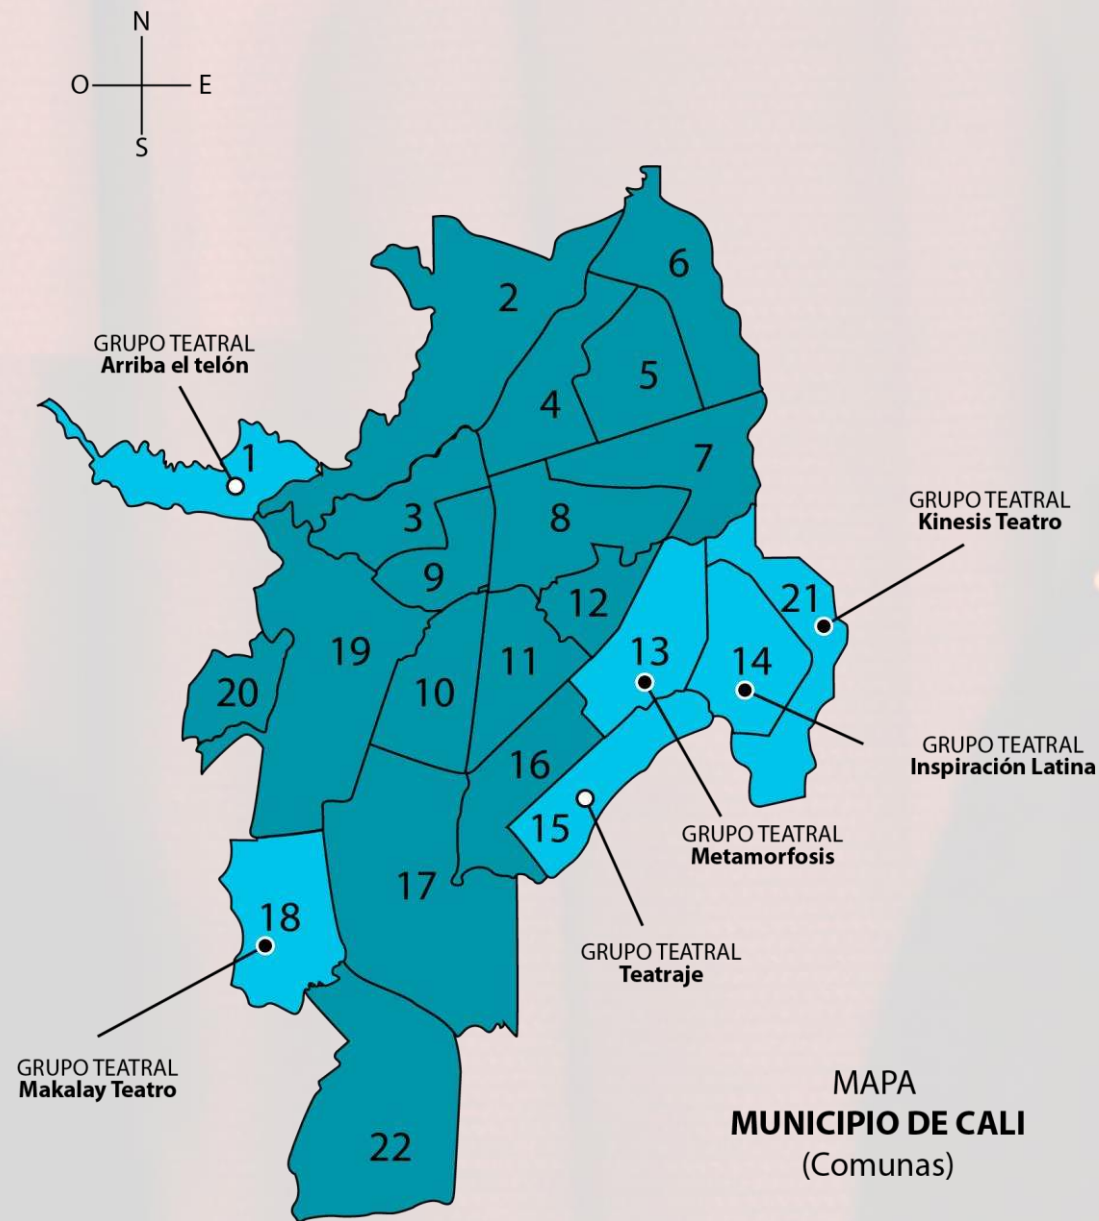 N
O
E
S
6
2
GRUPO TEATRAL
Arriba el telón
5
4
1
7
3
8
GRUPO TEATRAL
Kinesis Teatro
9
12
21
19
11
13
14
20
10
GRUPO TEATRAL
Inspiración Latina
16
15
GRUPO TEATRAL
Metamorfosis
17
18
GRUPO TEATRAL
Teatraje
GRUPO TEATRAL
Makalay Teatro
22
MAPA
MUNICIPIO DE CALI
(Comunas)